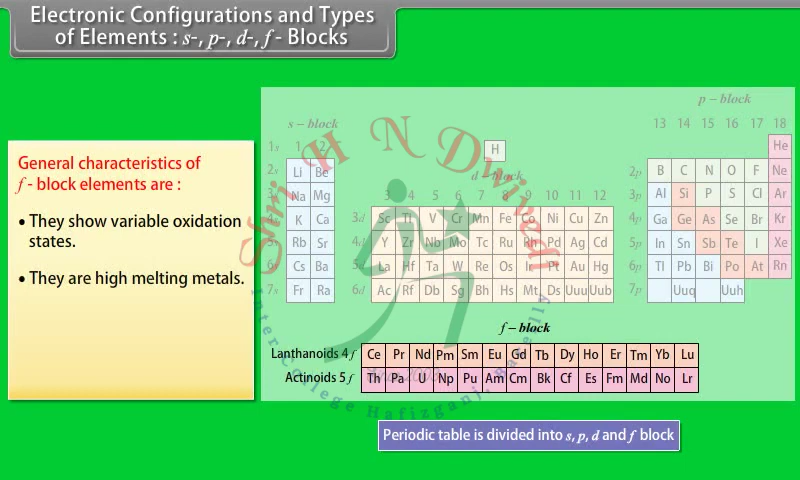 Electronic Configurations and Types
of Elements : s-, p-, d-, f - Blocks
General characteristics of
f - block elements are :
• They show variable oxidation
states.
• They are high melting metals.
p – block
s – block
13 14 15 16 17 18
1 2
1s H He
d – block
2s Li Be 2p B C N O F Ne
3s Na Mg 3 4 5 6 7 8 9 10 11 12 3p Al Si P S Cl Ar
4s K Ca 3d Sc Ti V Cr Mn Fe Co Ni Cu Zn 4p Ga Ge As Se Br Kr
5s Rb Sr 4d Y Zr Nb Mo Tc Ru Rh Pd Ag Cd 5p In Sn Sb Te I Xe
6s Cs Ba 5d La Hf Ta W Re Os Ir Pt Au Hg 6p Tl Pb Bi Po At Rn
7s Fr Ra 6d Ac Rf Db Sg Bh Hs Mt Ds Uuu Uub 7p Uuq Uuh
f – block
Lanthanoids 4f Ce Pr Nd Pm Sm Eu Gd Tb Dy Ho Er Tm Yb Lu
Actinoids 5f Th Pa U Np Pu Am Cm Bk Cf Es Fm Md No Lr
Periodic table is divided into s, p, d and f block
Shri H N Dwivedi
Inter College Hafizganj, Bareilly